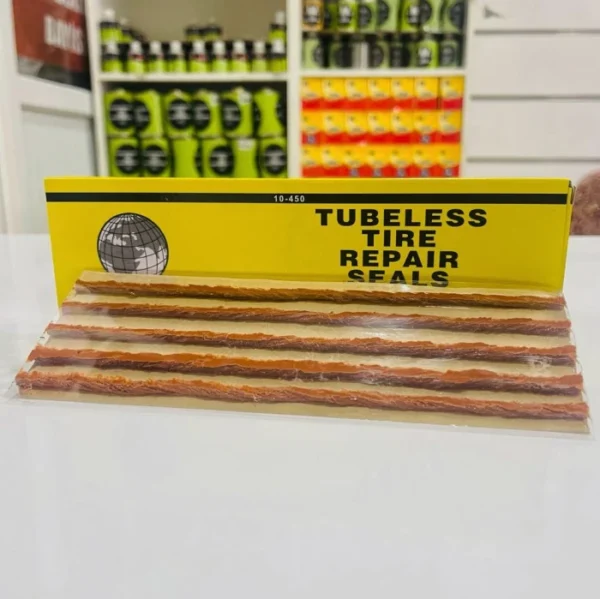 10-450
TUBELESS
TIRE
REPAIR
SEALS